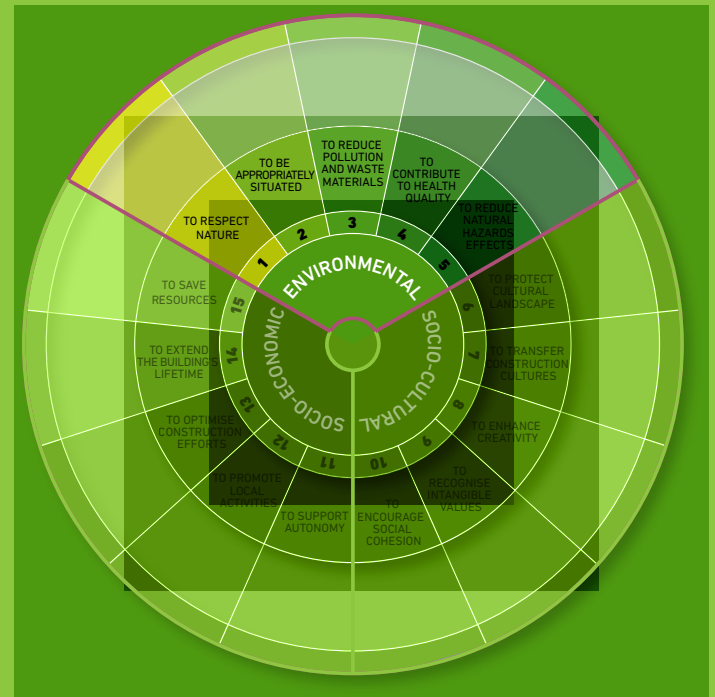 ENVIRONMENTAL
SOCIO-CULTURAL
SOCIO-ECONOMIC
1
TO RESPECT
NATURE
2
TO BE
APPROPRIATELY
SITUATED
3
TO REDUCE
POLLUTION
AND WASTE
MATERIALS
4
TO
CONTRIBUTE
TO HEALTH
QUALITY
5
TO REDUCE
NATURAL
HAZARDS
EFFECTS
6
TO PROTECT
CULTURAL
LANDSCAPE
7
TO TRANSFER
CONSTRUCTION
CULTURES
8
TO ENHANCE
CREATIVITY
9
TO
RECOGNISE
INTANGIBLE
VALUES
10
TO
ENCOURAGE
SOCIAL
COHESION
11
TO SUPPORT
AUTONOMY
12
TO PROMOTE
LOCAL
ACTIVITIES
13
TO OPTIMISE
CONSTRUCTION
EFFORTS
14
TO EXTEND
THE BUILDING'S
LIFETIME
15
TO SAVE
RESOURCES